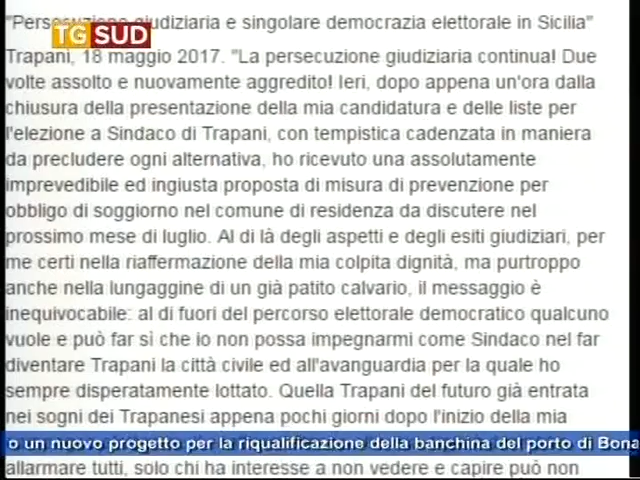 "Persecuzione giudiziaria e singolare democrazia elettorale in Sicilia"
TG SUD
Trapani, 18 maggio 2017. "La persecuzione giudiziaria continua! Due
volte assolto e nuovamente aggredito! Ieri, dopo appena un'ora dalla
chiusura della presentazione della mia candidatura e delle liste per
l'elezione a Sindaco di Trapani, con tempistica cadenzata in maniera
da precludere ogni alternativa, ho ricevuto una assolutamente
imprevedibile ed ingiusta proposta di misura di prevenzione per
obbligo di soggiorno nel comune di residenza da discutere nel
prossimo mese di luglio. Al di là degli aspetti e degli esiti giudiziari, per
me certi nella riaffermazione della mia colpita dignità, ma purtroppo
anche nella lungaggine di un già patito calvario, il messaggio è
inequivocabile: al di fuori del percorso elettorale democratico qualcuno
vuole e può far sì che io non possa impegnarmi come Sindaco nel far
diventare Trapani la città civile ed all'avanguardia per la quale ho
sempre disperatamente lottato. Quella Trapani del futuro già entrata
nei sogni dei Trapanesi appena pochi giorni dopo l'inizio della mia
o un nuovo progetto per la riqualificazione della banchina del porto di Bona
allarmare tutti, solo chi ha interesse a non vedere e capire può non